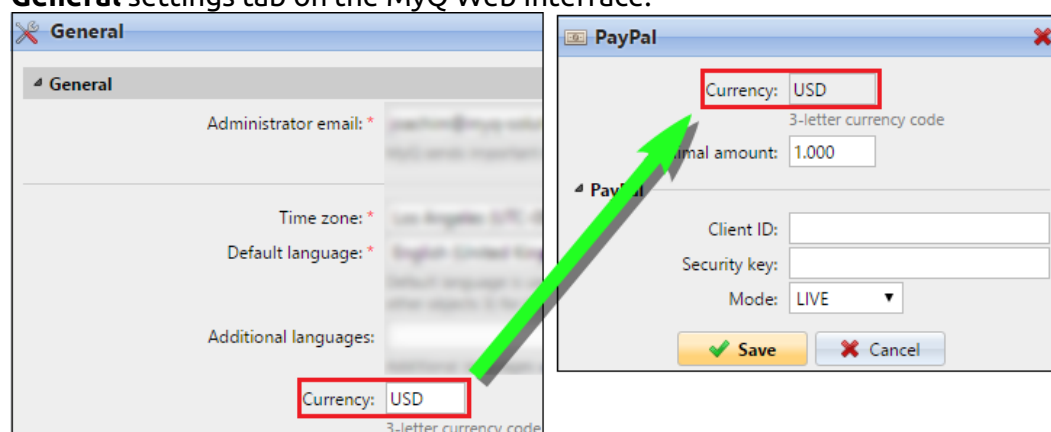 General settings tab on the MyQ Web Interface.
General
General
Administrator email: *
Time zone: *
Default language: *
Additional languages:
Currency: USD
3-letter currency code
PayPal
Currency: USD
3-letter currency code
amount: 1.000
Client ID:
Security key:
Mode: LIVE
Save
Cancel